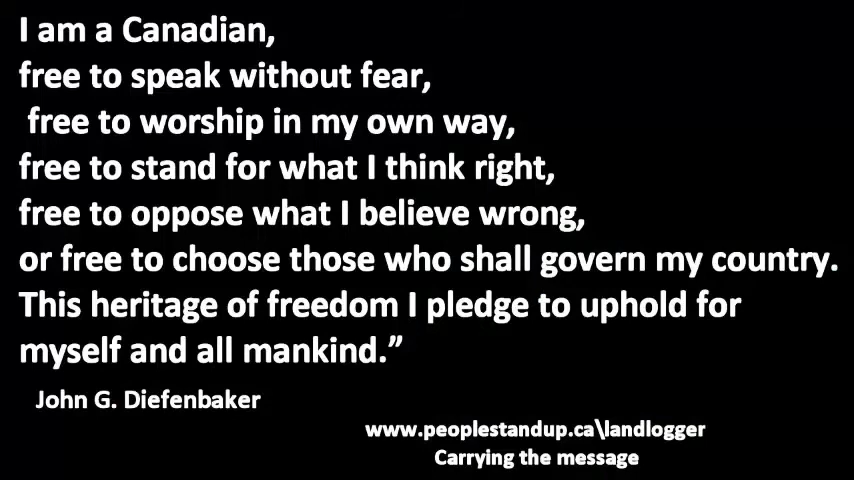 I am a Canadian,
free to speak without fear,
free to worship in my own way,
free to stand for what I think right,
free to oppose what I believe wrong,
or free to choose those who shall govern my country.
This heritage of freedom I pledge to uphold for
myself and all mankind.”
John G. Diefenbaker
www.peoplestandup.ca\landlogger
Carrying the message